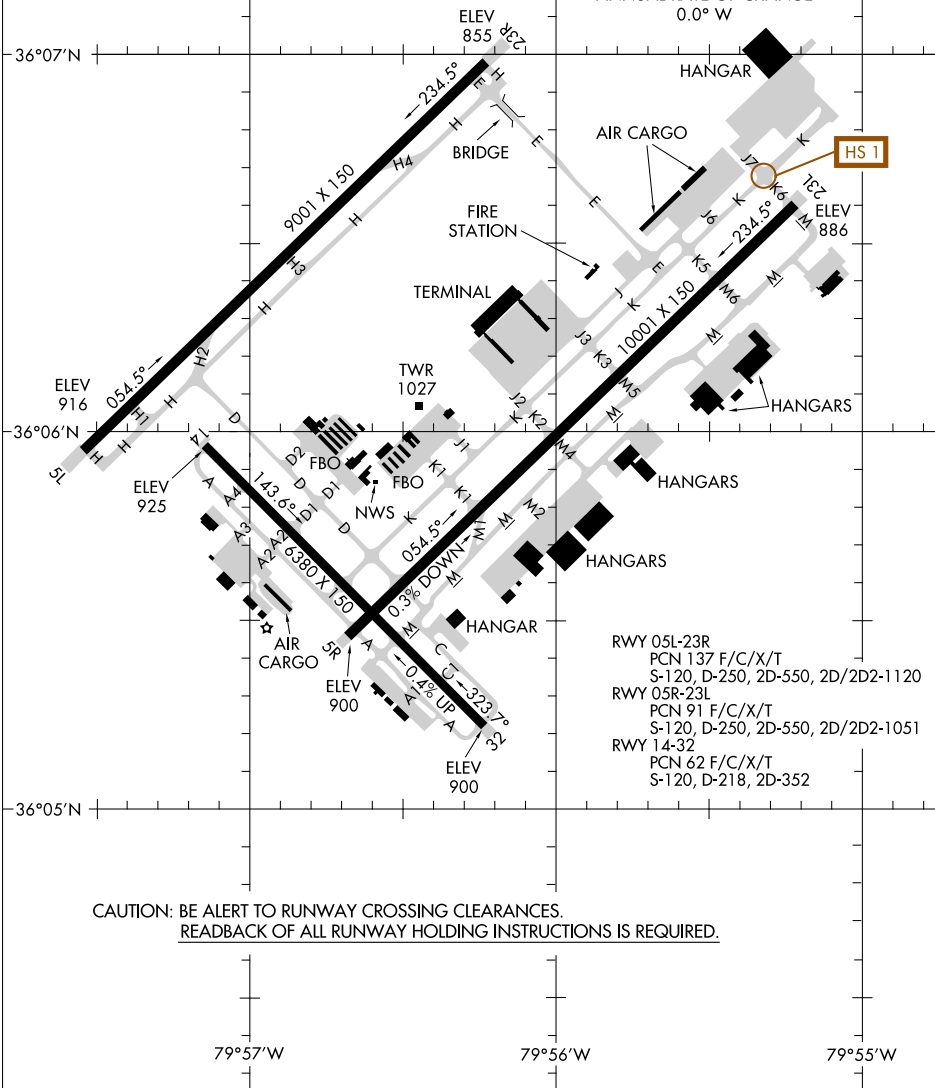 ANNUAL RATE OF CHANGE
0.0° W
36°07'N
ELEV
855
23R
H
E
234.5°
HANGAR
H
H4
BRIDGE
E
AIR CARGO
J7
K
HS 1
9001 X 150
H
K6
23L
FIRE
STATION
E
K
J6
234.5°
M
ELEV
886
H3
E
K5
M
TERMINAL
J
K
M6
H
10001 X 150
M
H2
J3
K3
TWR
1027
M5
ELEV
916
054.5°
H
H1
D
J2
K
K2
M
HANGARS
36°06'N
H
H
14
5L
D2
FBO
J1
M4
ELEV
925
A
A4
143.6°
D
D1
NWS
FBO
K1
K1
HANGARS
A3
D1
D
K
054.5°
M2
M
A2
A2
6380 X 150
M1
HANGARS
0.3% DOWN
M
AIR
CARGO
5R
A
M
HANGAR
C
C1
ELEV
900
0.4% UP
323.7°
A1
A
32
ELEV
900
RWY 05L-23R
PCN 137 F/C/X/T
S-120, D-250, 2D-550, 2D/2D2-1120
RWY 05R-23L
PCN 91 F/C/X/T
S-120, D-250, 2D-550, 2D/2D2-1051
RWY 14-32
PCN 62 F/C/X/T
S-120, D-218, 2D-352
36°05'N
CAUTION: BE ALERT TO RUNWAY CROSSING CLEARANCES.
READBACK OF ALL RUNWAY HOLDING INSTRUCTIONS IS REQUIRED.
79°57'W
79°56'W
79°55'W